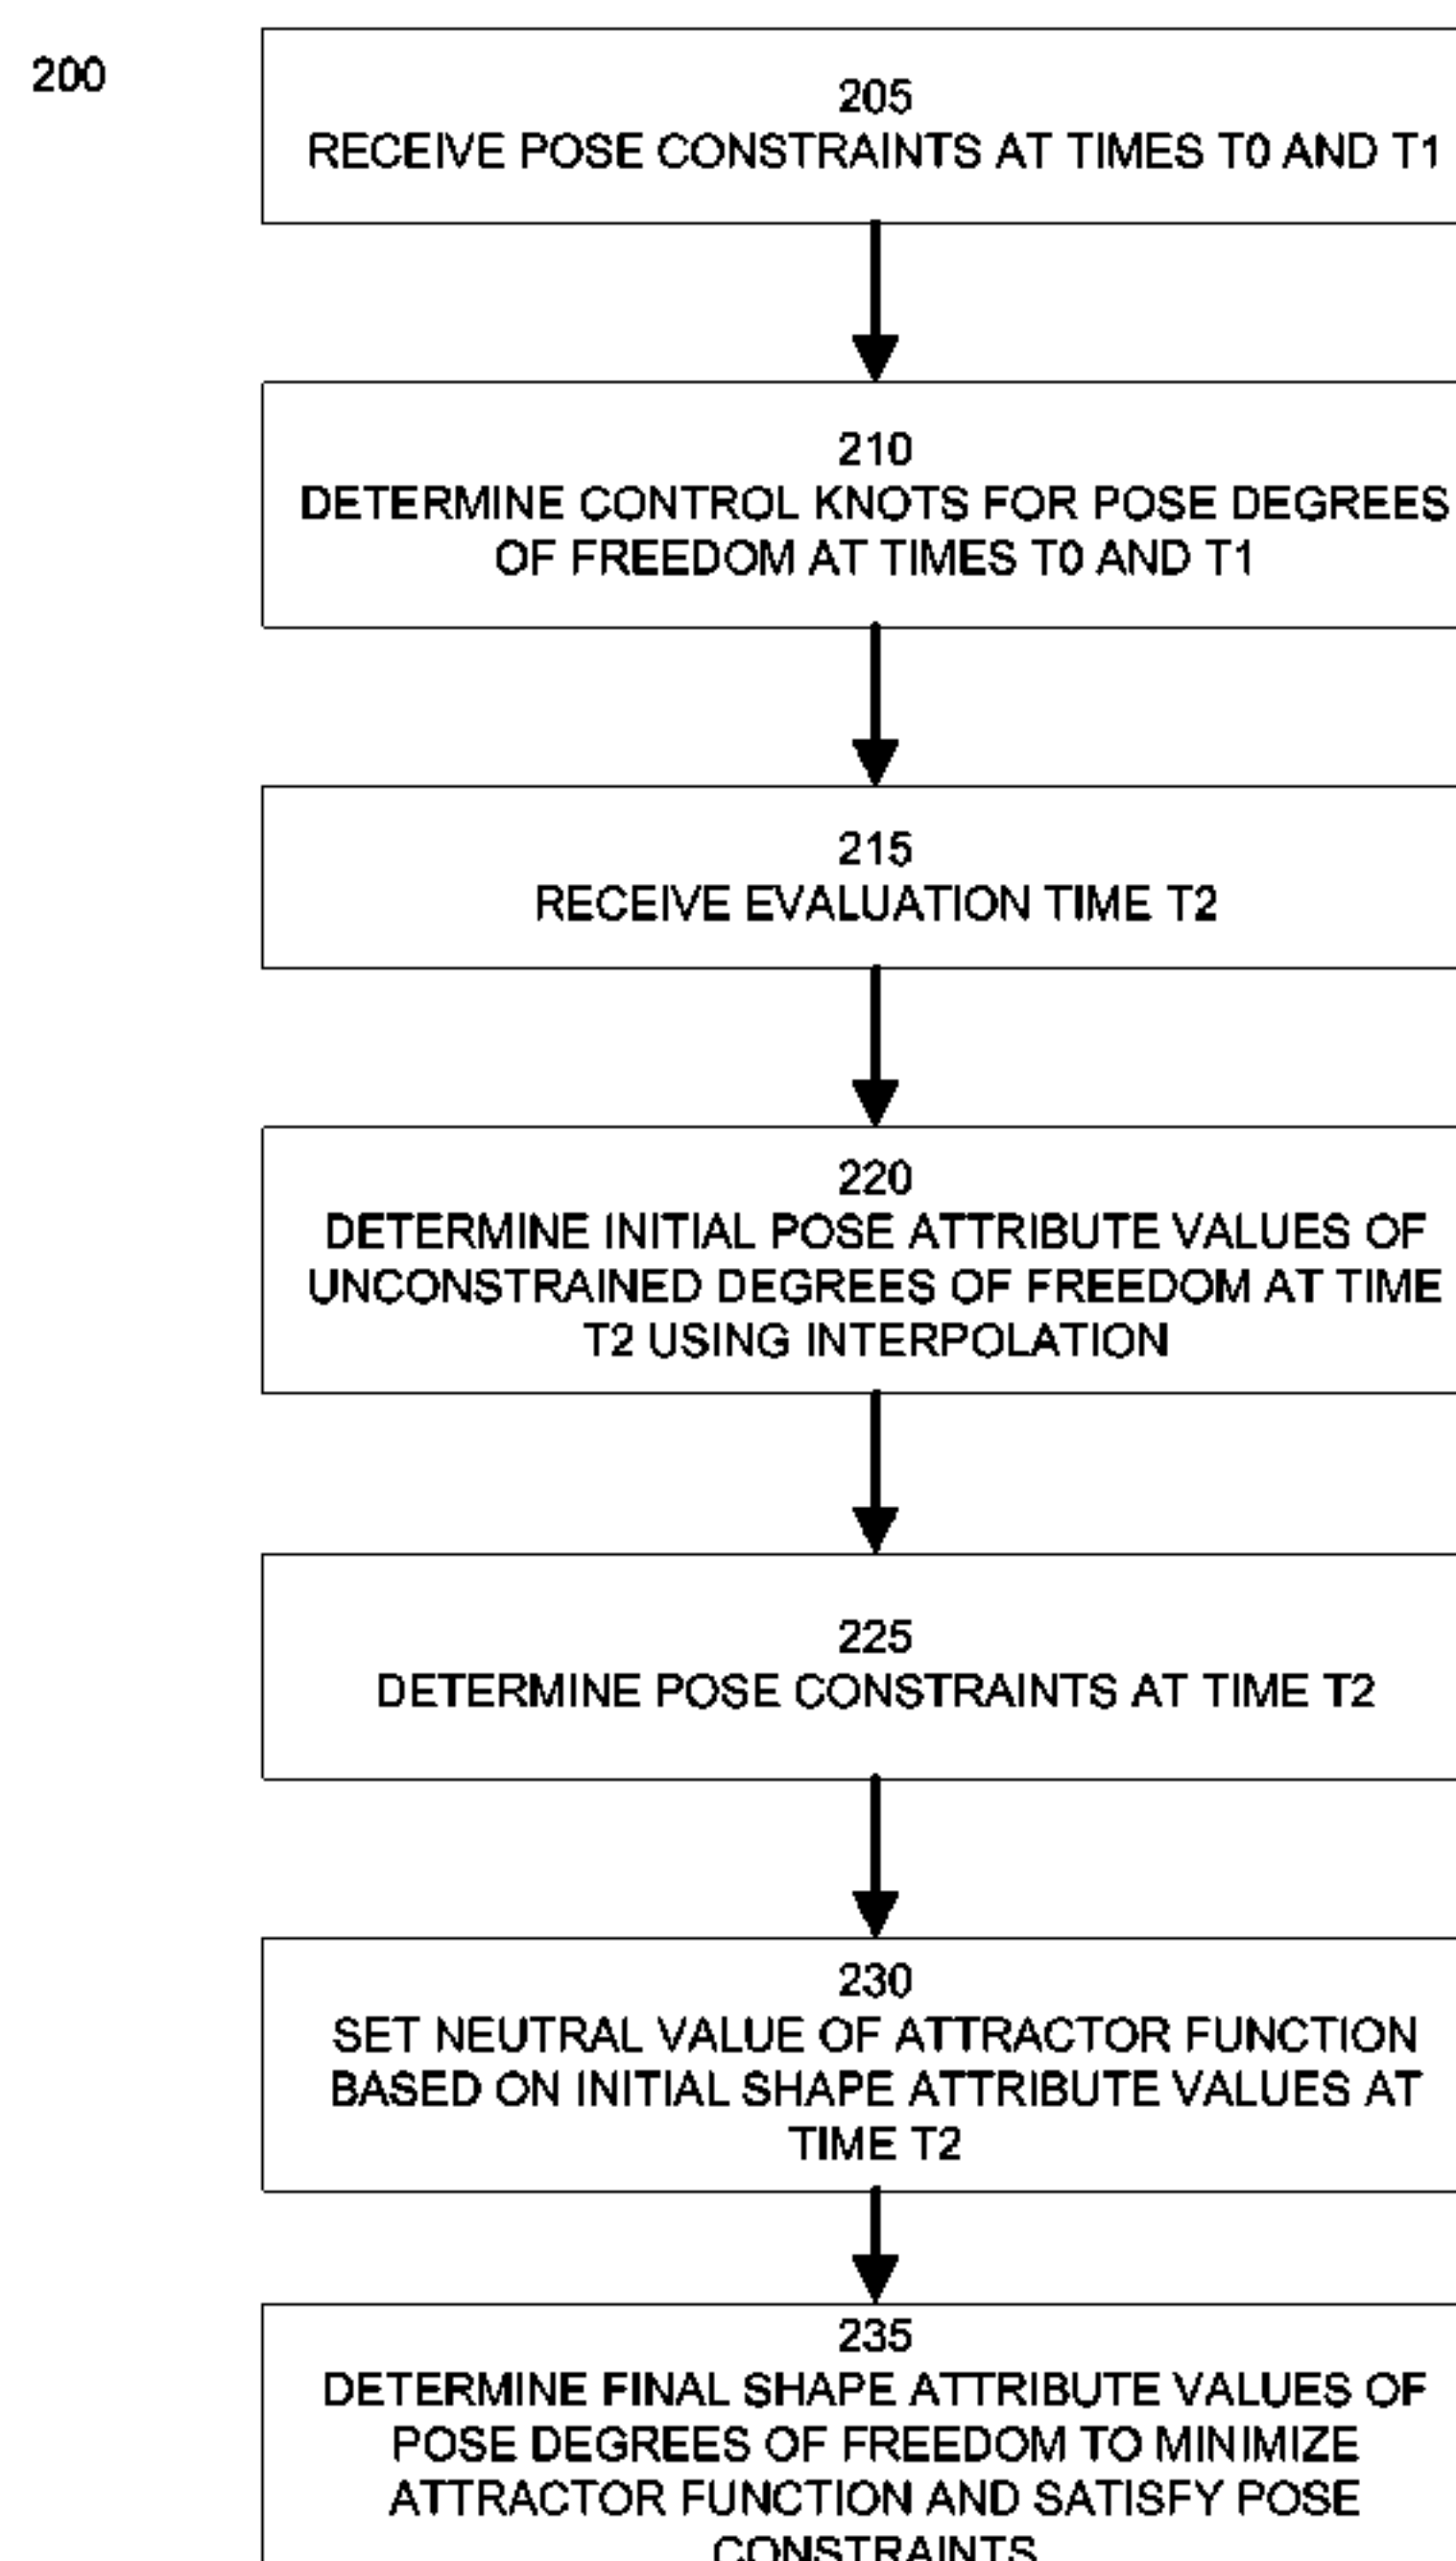 200
205
RECEIVE POSE CONSTRAINTS AT TIMES T0 AND T1
210
DETERMINE CONTROL KNOTS FOR POSE DEGREES
OF FREEDOM AT TIMES T0 AND T1
215
RECEIVE EVALUATION TIME T2
220
DETERMINE INITIAL POSE ATTRIBUTE VALUES OF
UNCONSTRAINED DEGREES OF FREEDOM AT TIME
T2 USING INTERPOLATION
225
DETERMINE POSE CONSTRAINTS AT TIME T2
230
SET NEUTRAL VALUE OF ATTRACTOR FUNCTION
BASED ON INITIAL SHAPE ATTRIBUTE VALUES AT
TIME T2
235
DETERMINE FINAL SHAPE ATTRIBUTE VALUES OF
POSE DEGREES OF FREEDOM TO MINIMIZE
ATTRACTOR FUNCTION AND SATISFY POSE
CONSTRAINTS